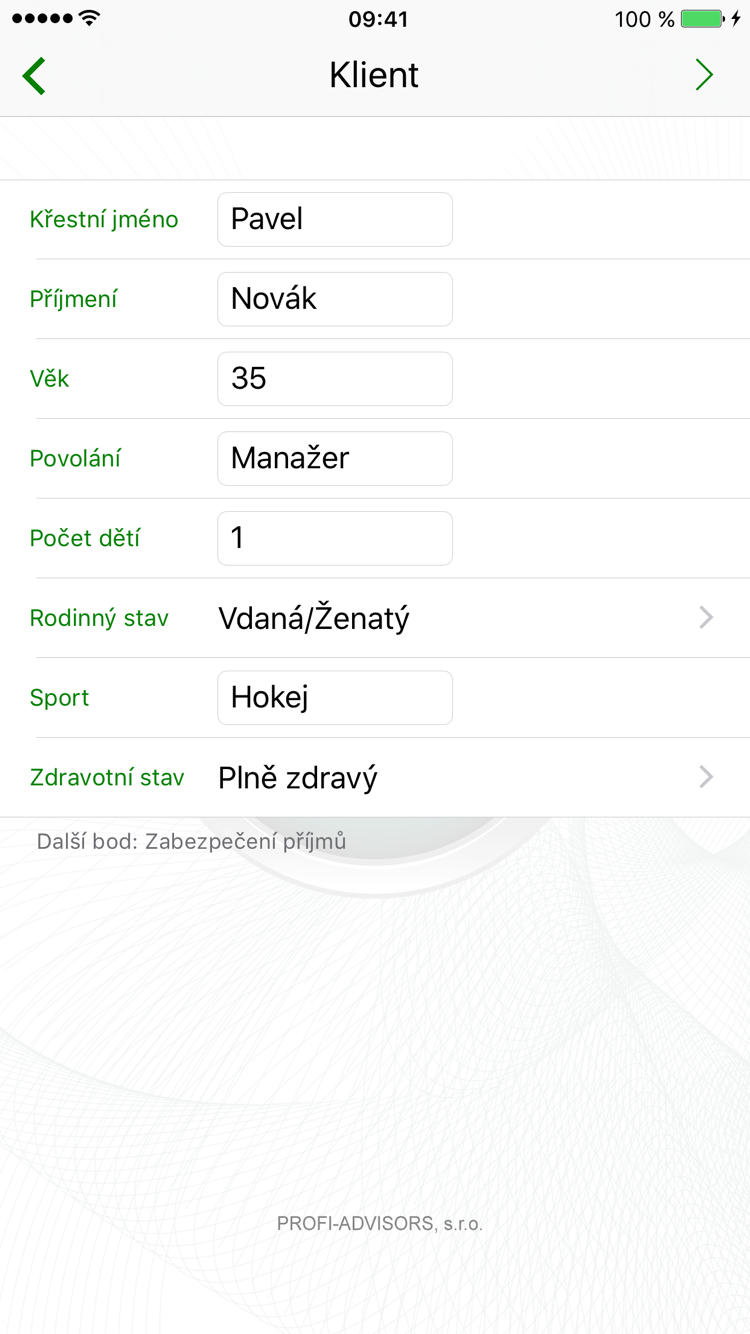 09:41 100 %
Klient
Křestní jméno Pavel
Příjmení Novák
Věk 35
Povolání Manažer
Počet dětí 1
Rodinný stav Vdaná/Ženatý
Sport Hokej
Zdravotní stav Plně zdravý
Další bod: Zabezpečení příjmů
PROFI-ADVISORS, s.r.o.